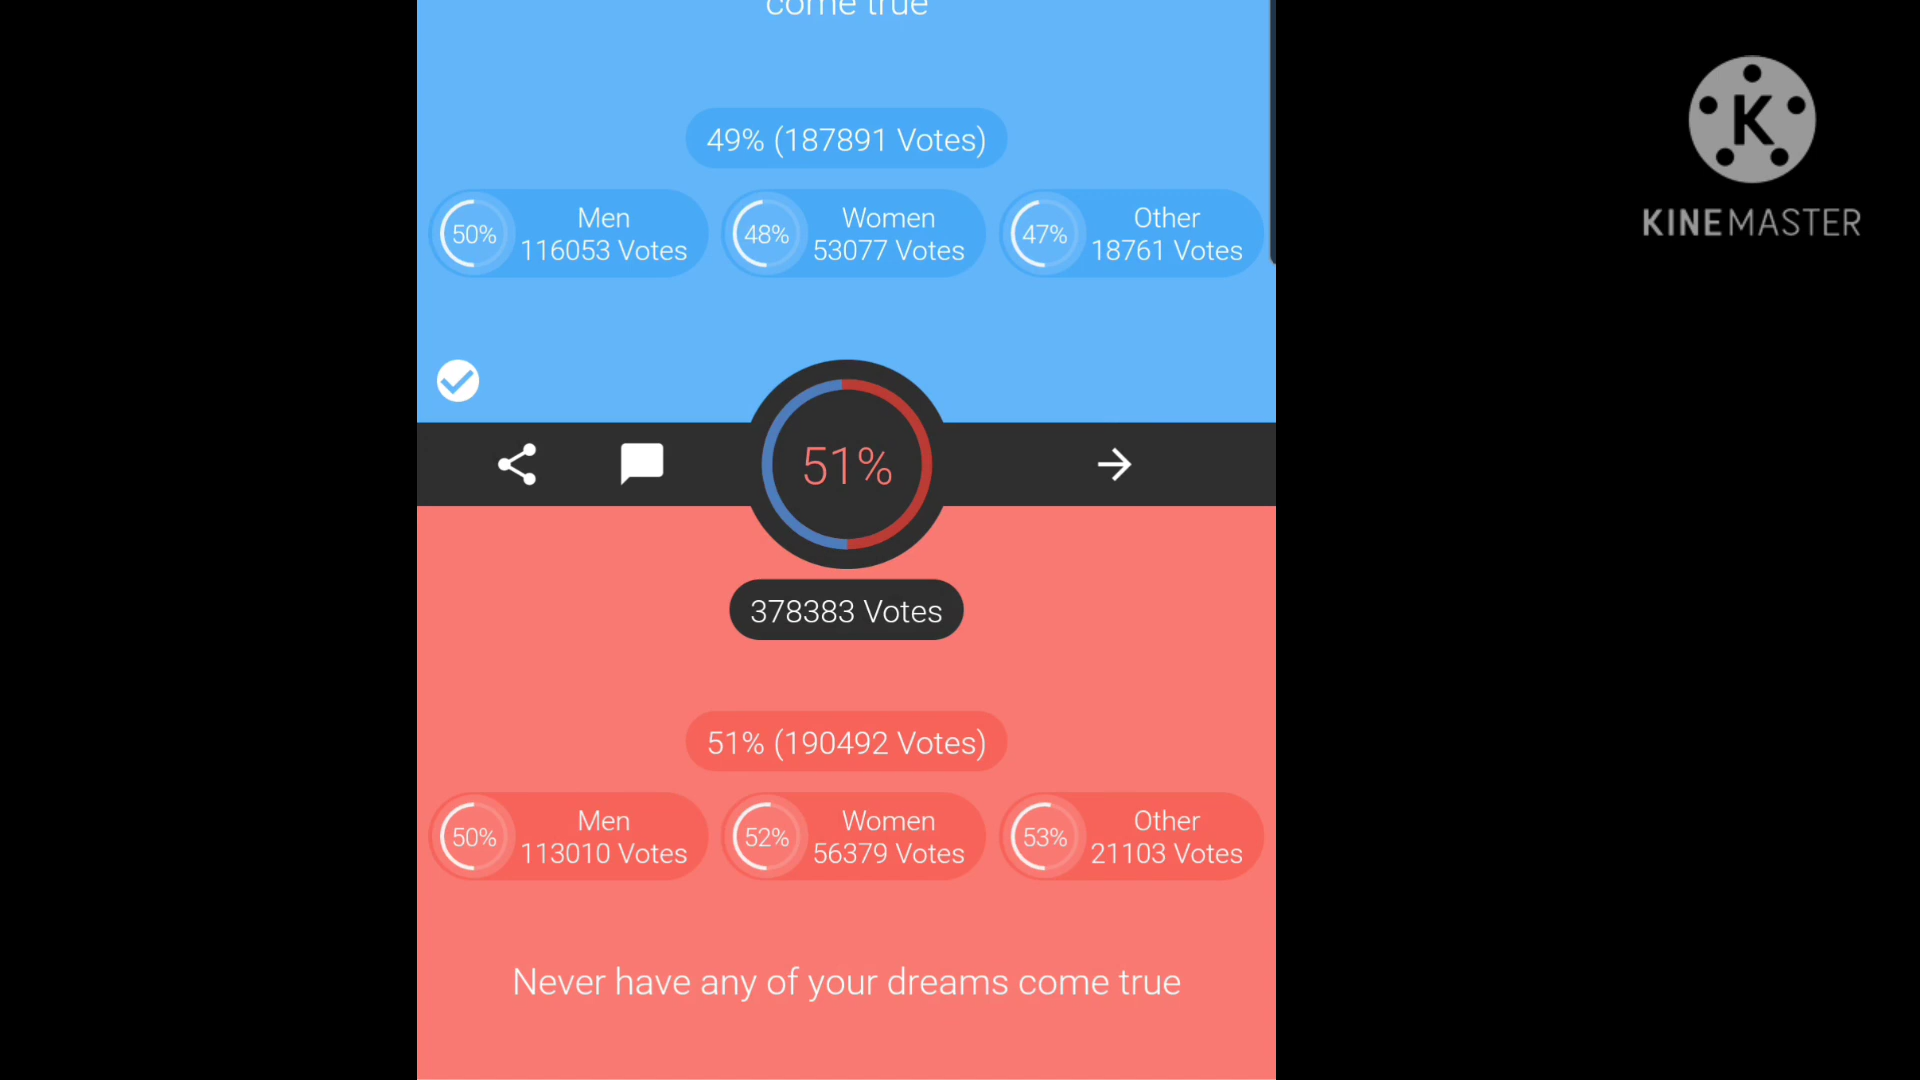 come true
49% (187891 Votes)
50% Men 116053 Votes
48% Women 53077 Votes
47% Other 18761 Votes
K
KINEMASTER
51%
378383 Votes
51% (190492 Votes)
50% Men 113010 Votes
52% Women 56379 Votes
53% Other 21103 Votes
Never have any of your dreams come true